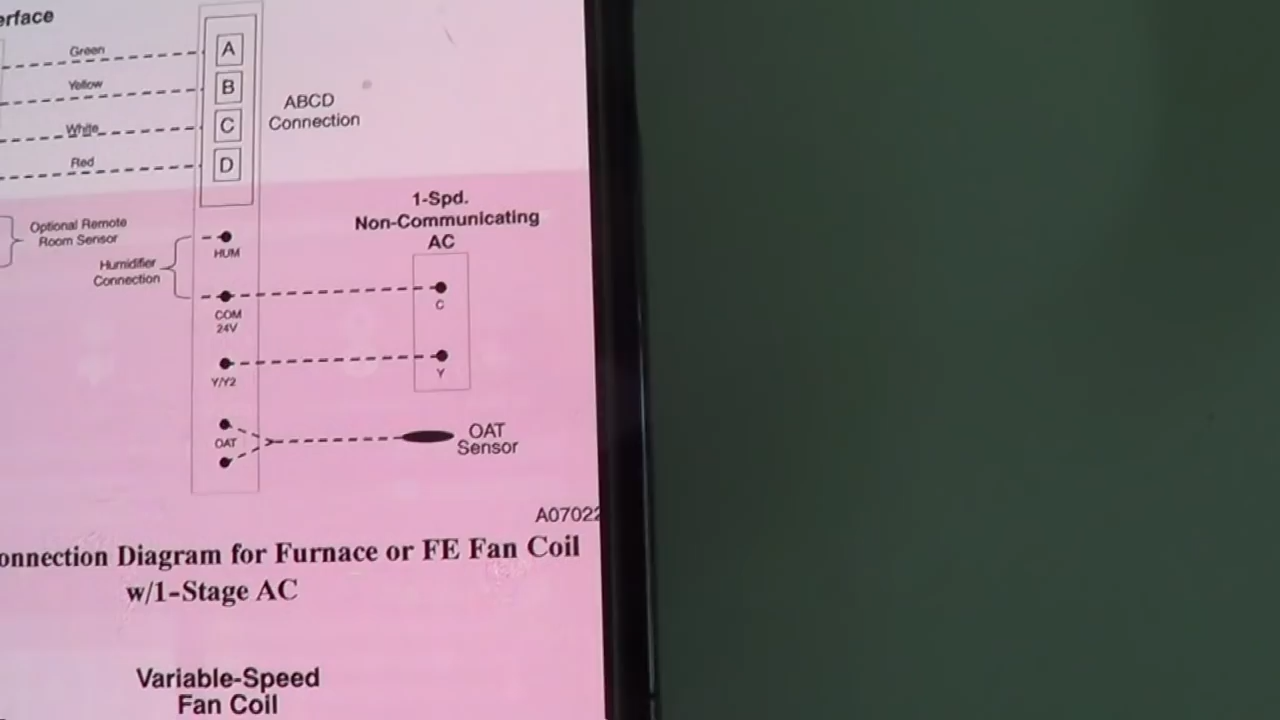 erface
Green
A
Yellow
B
ABCD
Connection
White
C
Red
D
1-Spd.
Non-Communicating
AC
Optional Remote
Room Sensor
HUM
Humidifier
Connection
C
COM
24V
Y
Y/Y2
OAT
OAT
Sensor
A07022
onnection Diagram for Furnace or FE Fan Coil
w/1-Stage AC
Variable-Speed
Fan Coil